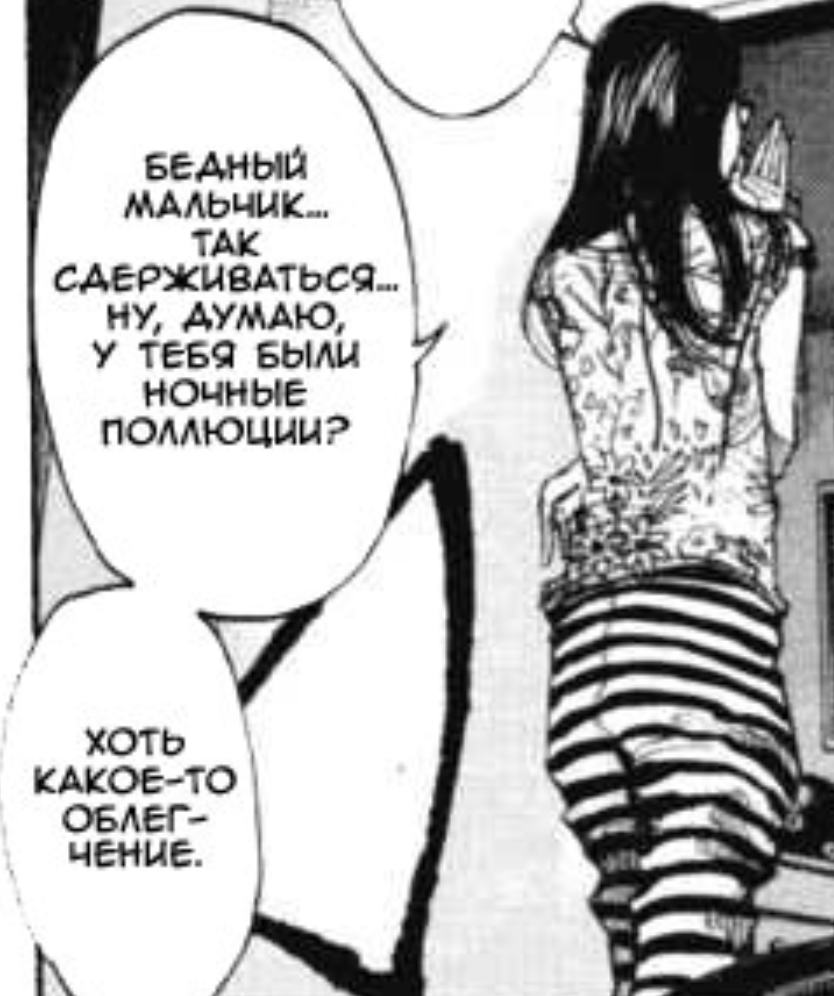 БЕДНЫЙ
МАЛЬЧИК...
ТАК
СДЕРЖИВАТЬСЯ...
НУ, ДУМАЮ,
У ТЕБЯ БЫЛИ
НОЧНЫЕ
ПОЛЛЮЦИИ?
ХОТЬ
КАКОЕ-ТО
ОБЛЕГ-
ЧЕНИЕ.